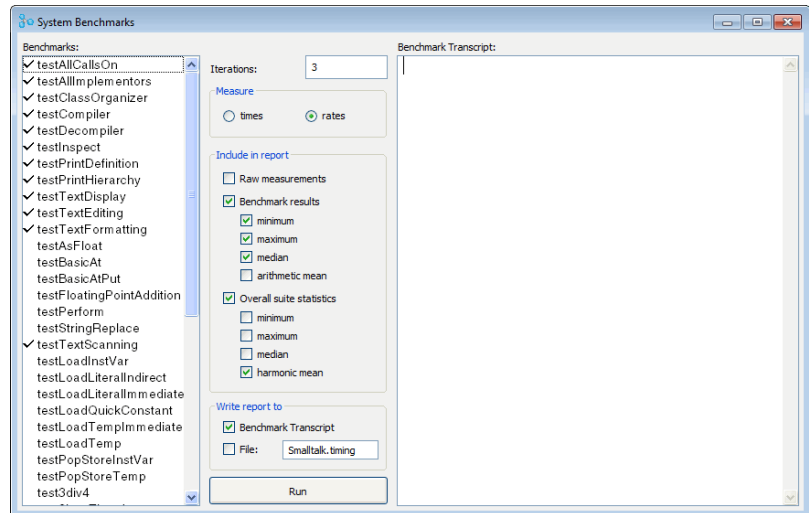 System Benchmarks
Benchmarks:
testAllCallsOn
testAllImplementors
testClassOrganizer
testCompiler
testDecompiler
testInspect
testPrintDefinition
testPrintHierarchy
testTextDisplay
testTextEditing
testTextFormatting
testAsFloat
testBasicAt
testBasicAtPut
testFloatingPointAddition
testPerform
testStringReplace
testTextScanning
testLoadInstVar
testLoadLiteralIndirect
testLoadLiteralImmediate
testLoadQuickConstant
testLoadTempImmediate
testLoadTemp
testPopStoreInstVar
testPopStoreTemp
test3div4
Iterations: 3
Measure
times rates
Include in report
Raw measurements
Benchmark results
minimum
maximum
median
arithmetic mean
Overall suite statistics
minimum
maximum
median
harmonic mean
Write report to
Benchmark Transcript
File: Smalltalk.timing
Run
Benchmark Transcript: